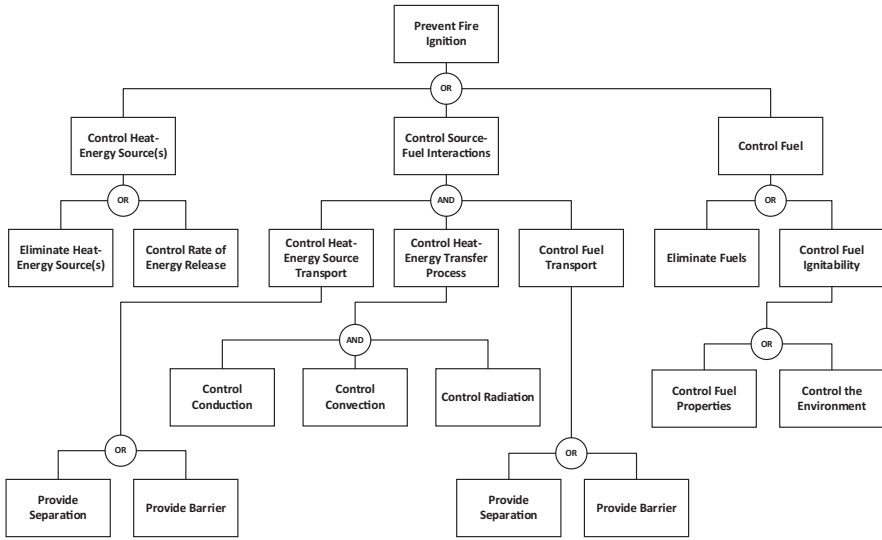 Prevent Fire
Ignition
OR
Control Heat-
Energy Source(s)
Control Source-
Fuel Interactions
Control Fuel
OR
AND
OR
Eliminate Heat-
Energy Source(s)
Control Rate of
Energy Release
Control Heat-
Energy Source
Transport
Control Heat-
Energy Transfer
Process
Control Fuel
Transport
Eliminate Fuels
Control Fuel
Ignitability
AND
OR
Control
Conduction
Control
Convection
Control Radiation
Control Fuel
Properties
Control the
Environment
OR
OR
Provide
Separation
Provide Barrier
Provide
Separation
Provide Barrier